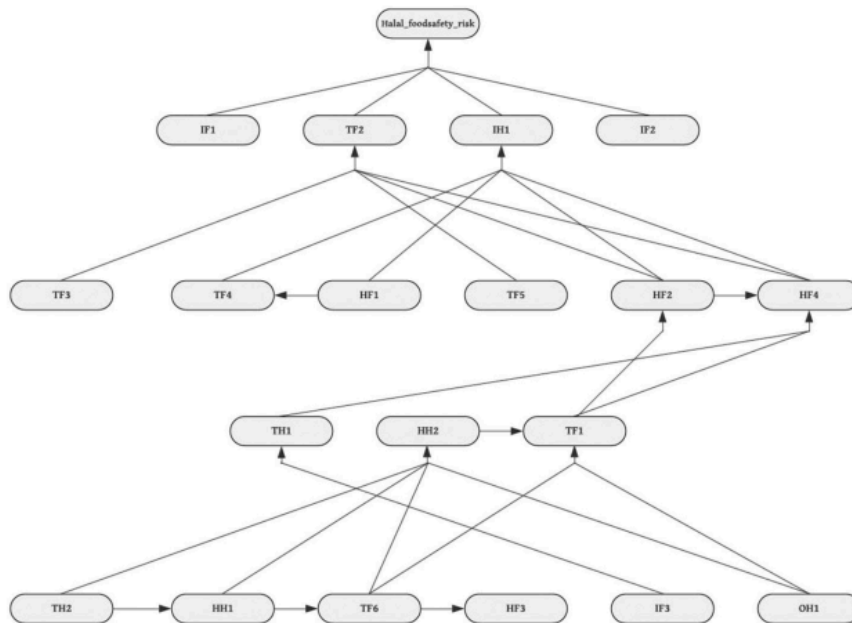 Halal_foodsafety_risk
IF1 TF2 IH1 IF2
TF3 TF4 HF1 TF5 HF2 HF4
TH1 HH2 TF1
TH2 HH1 TF6 HF3 IF3 OH1